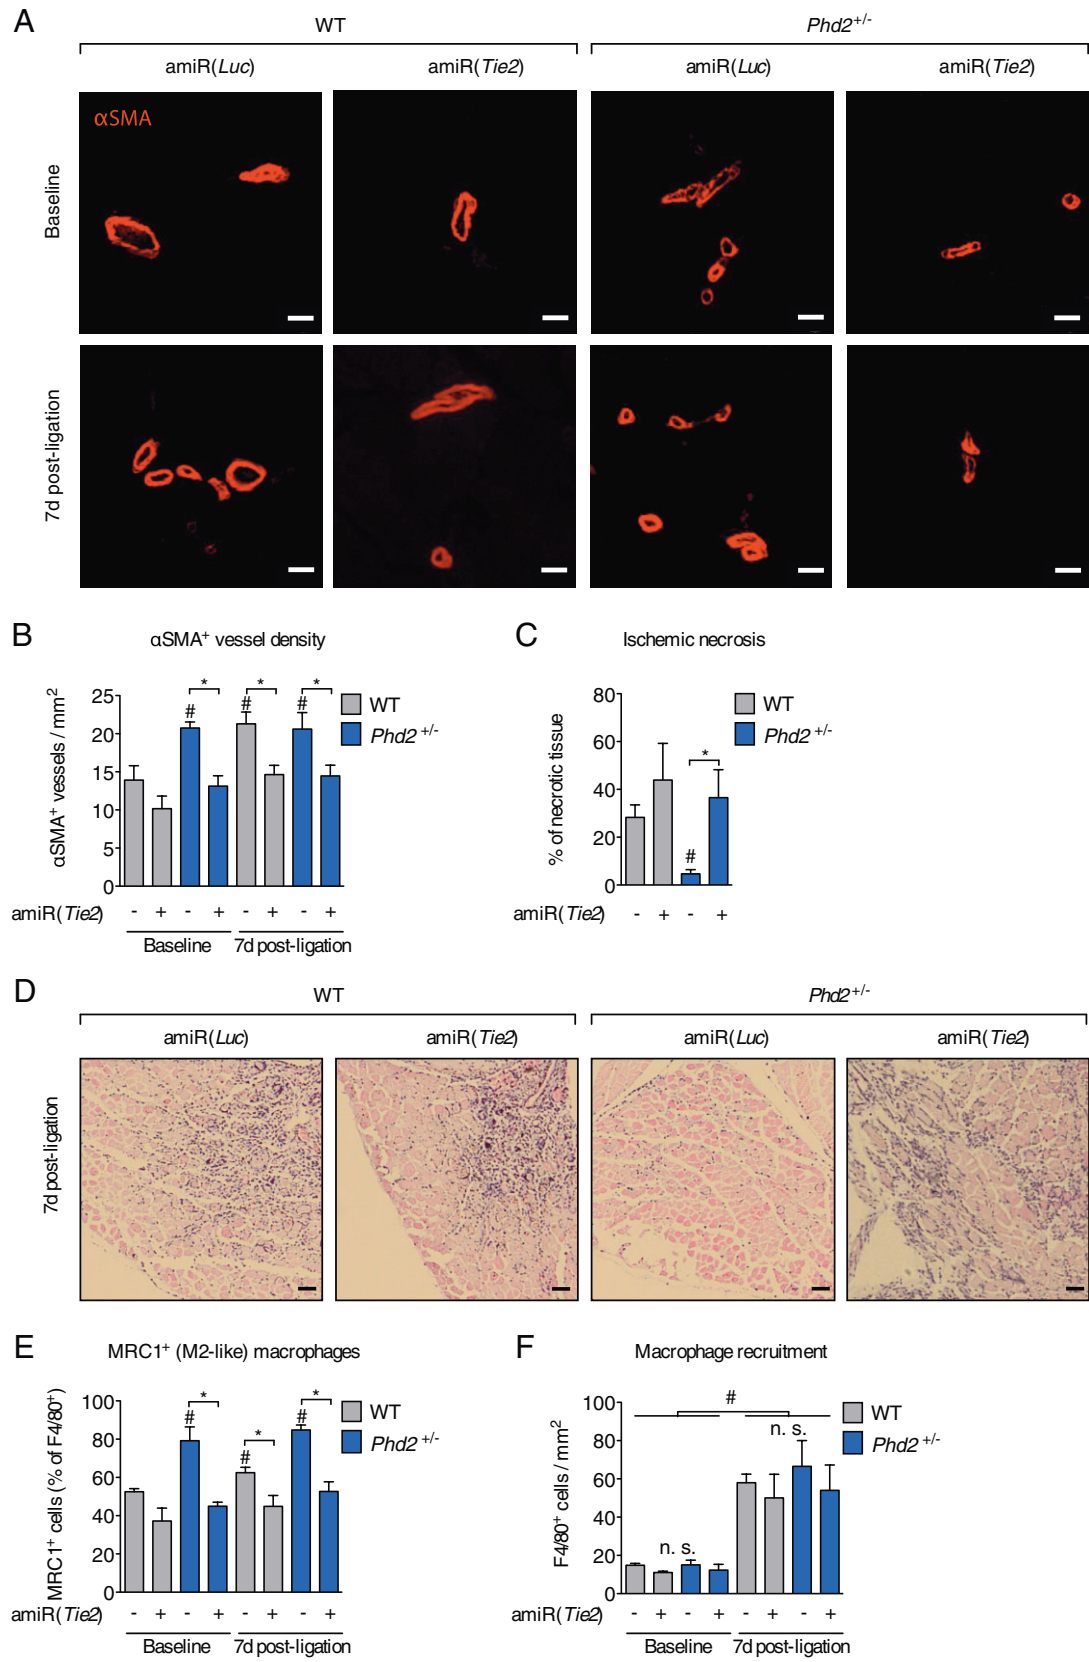 A
WT
Phd2+/-
amiR(Luc)
amiR(Tie2)
amiR(Luc)
amiR(Tie2)
Baseline
αSMA
7d post-ligation
B
αSMA+ vessel density
αSMA+ vessels / mm2
25
20
15
10
5
0
#
*
#
*
#
*
WT
Phd2 +/-
amiR(Tie2)
- + - + - + - +
Baseline
7d post-ligation
C
Ischemic necrosis
% of necrotic tissue
80
60
40
20
0
#
*
WT
Phd2 +/-
amiR(Tie2)
- + - +
D
WT
Phd2+/-
amiR(Luc)
amiR(Tie2)
amiR(Luc)
amiR(Tie2)
7d post-ligation
E
MRC1+ (M2-like) macrophages
MRC1+ cells (% of F4/80+)
100
80
60
40
20
0
#
*
#
*
#
*
WT
Phd2 +/-
amiR(Tie2)
- + - + - + - +
Baseline
7d post-ligation
F
Macrophage recruitment
F4/80+ cells / mm2
100
80
60
40
20
0
#
n. s.
n. s.
WT
Phd2 +/-
amiR(Tie2)
- + - + - + - +
Baseline
7d post-ligation